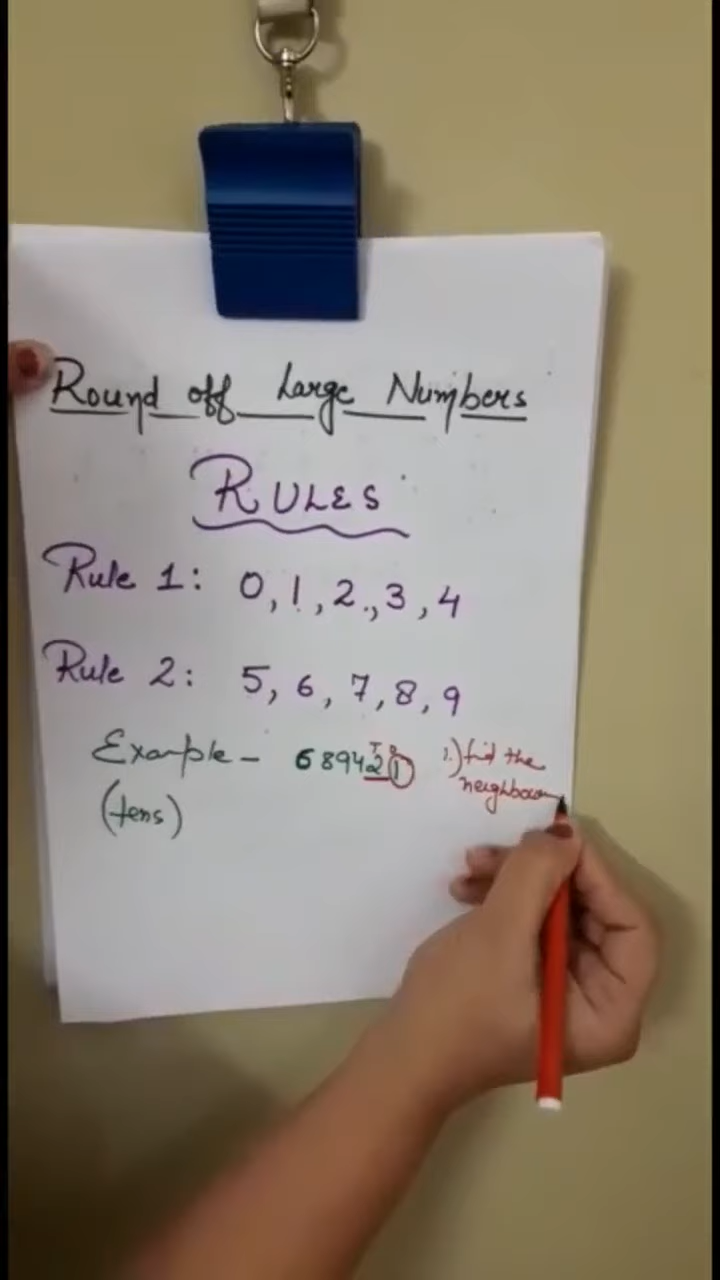 Round off Large Numbers
RULES
Rule 1: 0, 1, 2, 3, 4
Rule 2: 5, 6, 7, 8, 9
Example - 689421
T O
(tens)
1.) find the
neighbour